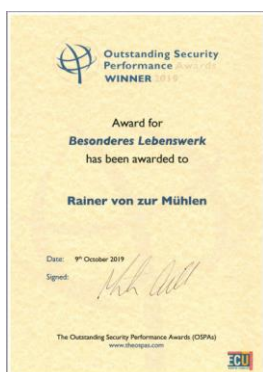 Outstanding Security
Performance Awards
WINNER 2019
Award for
Besonderes Lebenswerk
has been awarded to
Rainer von zur Mühlen
Date: 9th October 2019
Signed:
The Outstanding Security Performance Awards (OSPAs)
www.theospas.com
ECU